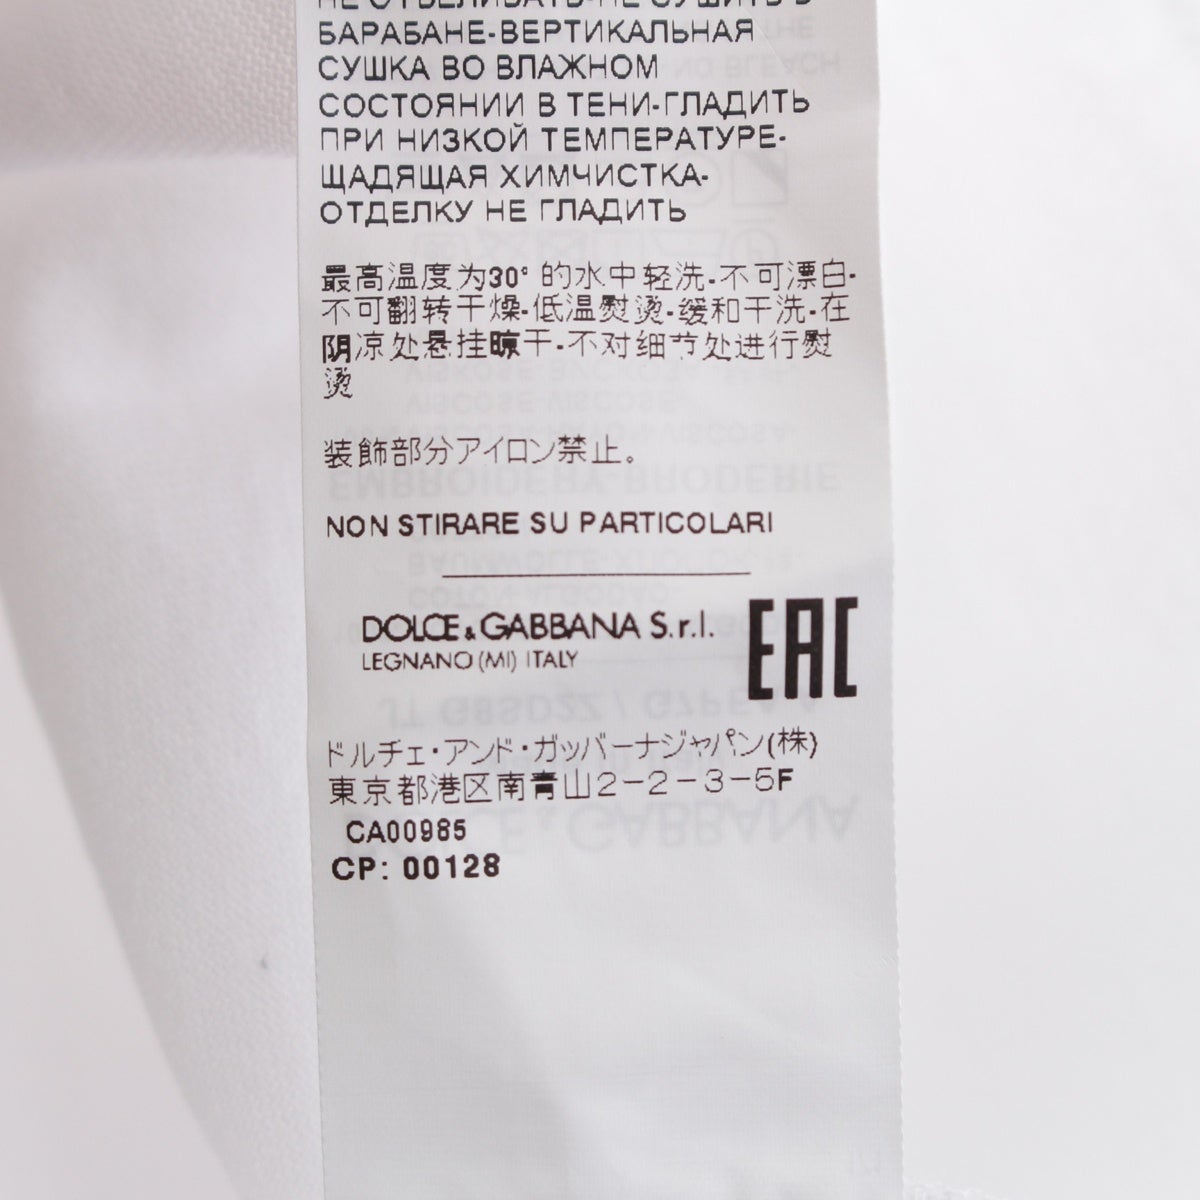 НЕ ОТБЕЛИВАТЬ-НЕ СУШИТЬ В
БАРАБАНЕ-ВЕРТИКАЛЬНАЯ
СУШКА ВО ВЛАЖНОМ
СОСТОЯНИИ В ТЕНИ-ГЛАДИТЬ
ПРИ НИЗКОЙ ТЕМПЕРАТУРЕ-
ЩАДЯЩАЯ ХИМЧИСТКА-
ОТДЕЛКУ НЕ ГЛАДИТЬ
最高温度为30° 的水中轻洗-不可漂白-
不可翻转干燥-低温熨烫-缓和干洗-在
阴凉处悬挂晾干-不对细节处进行熨
烫
装飾部分アイロン禁止。
NON STIRARE SU PARTICOLARI
DOLCE & GABBANA S.r.l.
LEGNANO (MI) ITALY
EAC
ドルチェ・アンド・ガッバーナジャパン(株)
東京都港区南青山2-2-3-5F
CA00985
CP: 00128